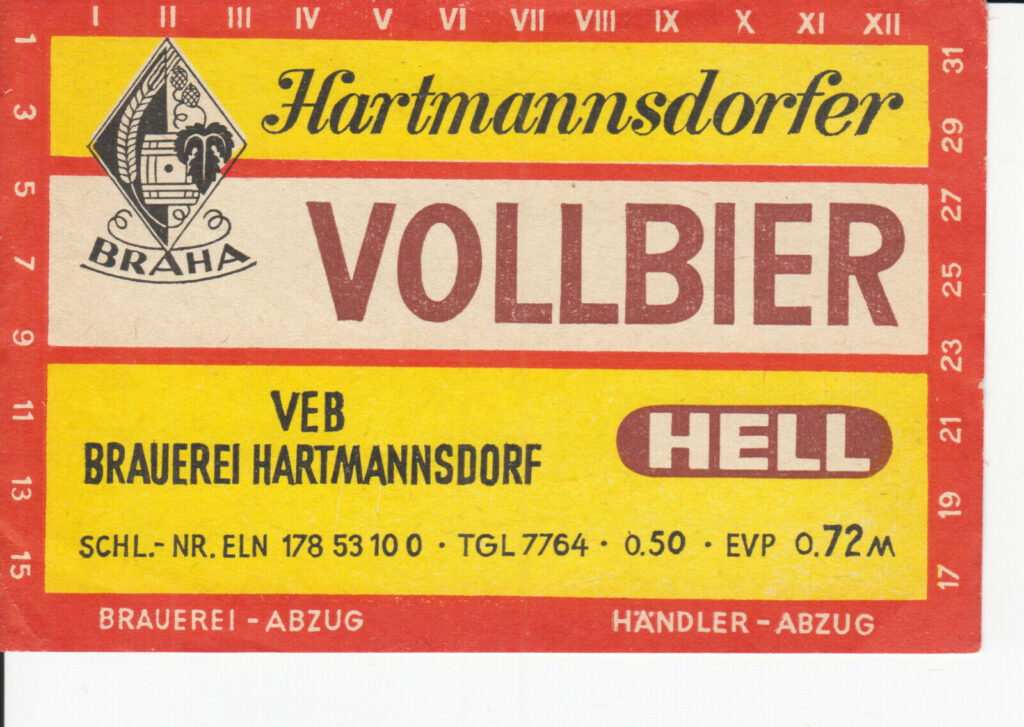 I II III IV V VI VII VIII IX X XI XII
1 3 5 7 9 11 13 15
31 29 27 25 23 21 19 17
Hartmannsdorfer
BRAHA
VOLLBIER
VEB
BRAUEREI HARTMANNSDORF
HELL
SCHL.-NR. ELN 178 53 10 0 · TGL 7764 · 0.50 · EVP 0.72 M
BRAUEREI-ABZUG
HÄNDLER-ABZUG